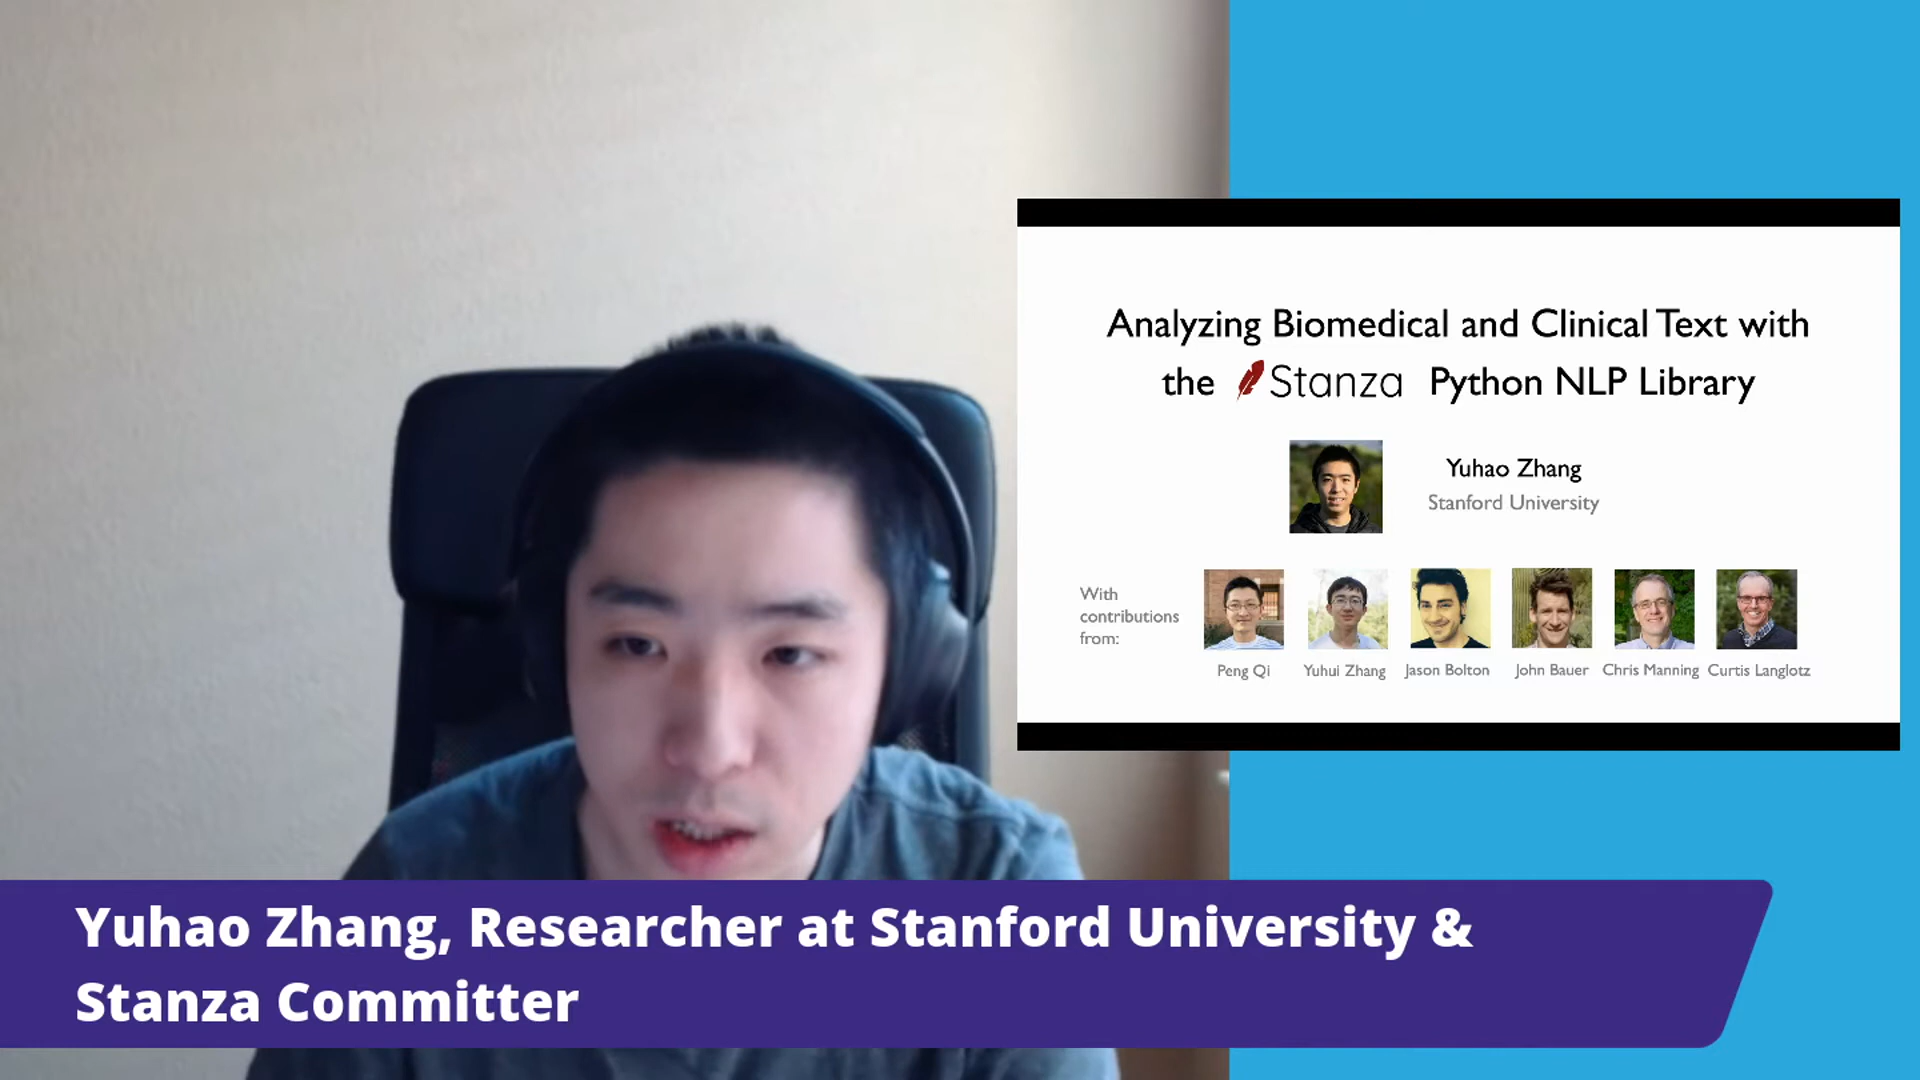 Analyzing Biomedical and Clinical Text with
the Stanza Python NLP Library
Yuhao Zhang
Stanford University
With
contributions
from:
Peng Qi
Yuhui Zhang
Jason Bolton
John Bauer
Chris Manning
Curtis Langlotz
Yuhao Zhang, Researcher at Stanford University &
Stanza Committer